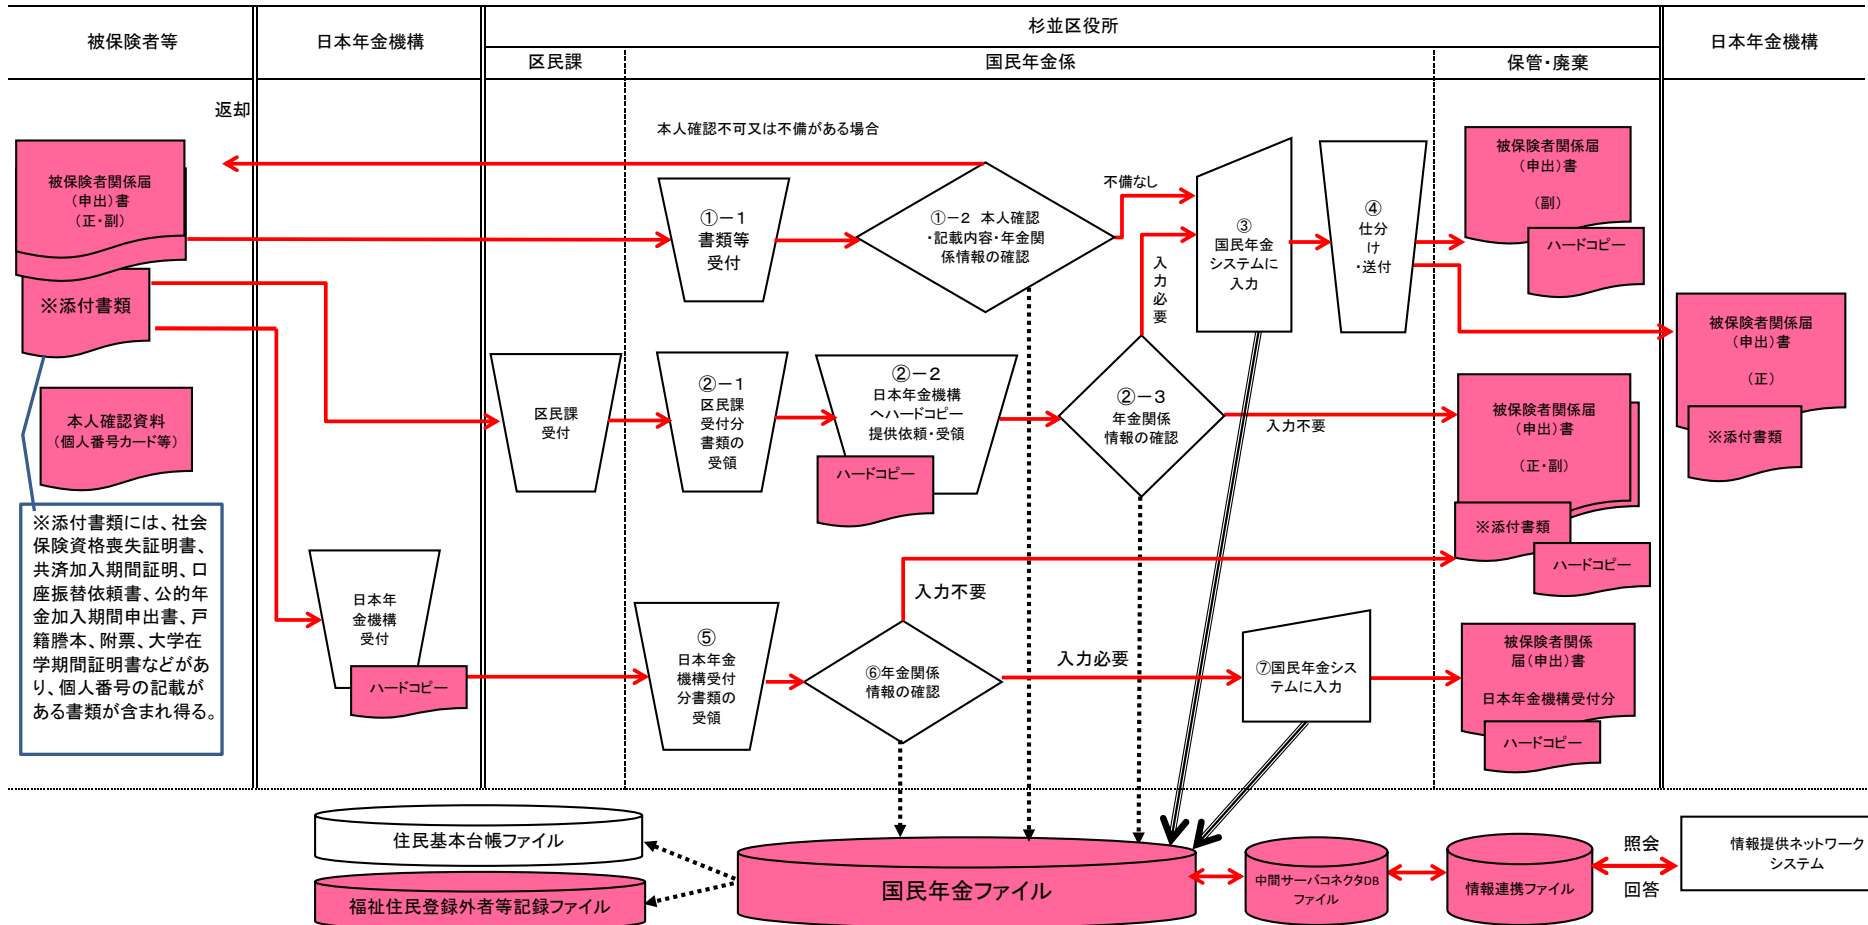 被保険者等
日本年金機構
杉並区役所
日本年金機構
区民課
国民年金係
保管・廃棄
返却
本人確認不可又は不備がある場合
被保険者関係届
(申出)書
(正・副)
※添付書類
本人確認資料
(個人番号カード等)
※添付書類には、社会
保険資格喪失証明書、
共済加入期間証明、口
座振替依頼書、公的年
金加入期間申出書、戸
籍謄本、附票、大学在
学期間証明書などがあ
り、個人番号の記載が
ある書類が含まれ得る。
①－1
書類等
受付
①－2 本人確認
・記載内容・年金関
係情報の確認
不備なし
③
国民年金
システムに
入力
④
仕分
け
・送付
被保険者関係届
(申出)書
(副)
ハードコピー
被保険者関係届
(申出)書
(正)
※添付書類
区民課
受付
②－1
区民課
受付分
書類の
受領
②－2
日本年金機構
へハードコピー
提供依頼・受領
ハードコピー
②－3
年金関係
情報の確認
入
力
必
要
入力不要
被保険者関係届
(申出)書
(正・副)
※添付書類
ハードコピー
日本年
金機構
受付
ハードコピー
⑤
日本年金
機構受付
分書類の
受領
⑥年金関係
情報の確認
入力不要
入力必要
⑦国民年金シス
テムに入力
被保険者関係
届(申出)書
日本年金機構受付分
ハードコピー
住民基本台帳ファイル
福祉住民登録外者等記録ファイル
国民年金ファイル
中間サーバコネクタDB
ファイル
情報連携ファイル
照会
回答
情報提供ネットワーク
システム